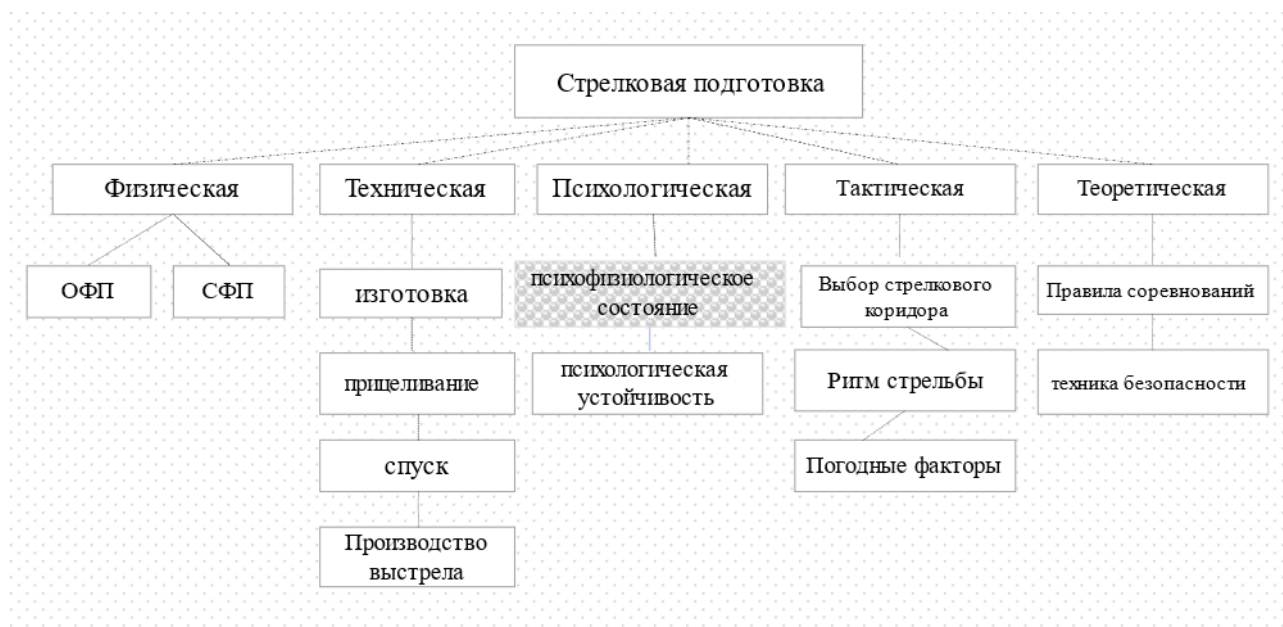 Стрелковая подготовка
Физическая
Техническая
Психологическая
Тактическая
Теоретическая
ОФП
СФП
изготовка
психофизиологическое
состояние
Выбор стрелкового
коридора
Правила соревнований
прицеливание
психологическая
устойчивость
Ритм стрельбы
техника безопасности
спуск
Погодные факторы
Производство
выстрела